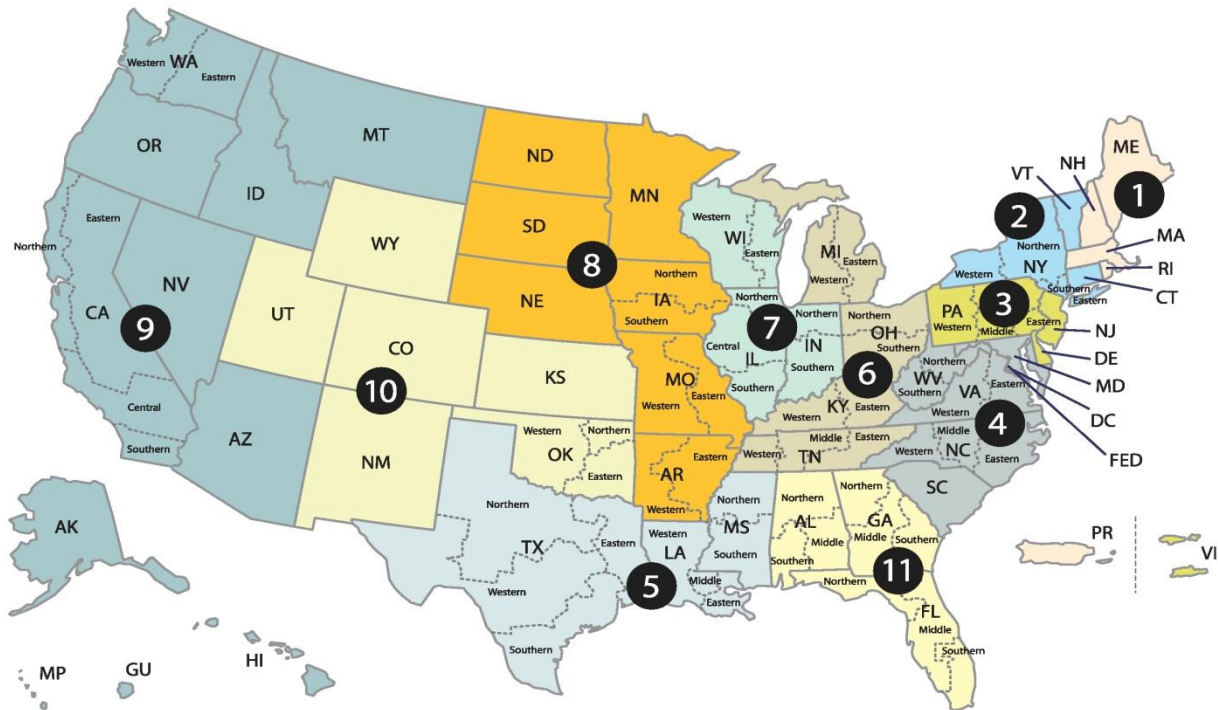 WA
Western
Eastern
MT
OR
ID
ND
MN
ME
NH
VT
1
2
Eastern
WY
SD
Western
WI
Eastern
MI
Eastern
Western
Northern
MA
Northern
NV
8
Northern
NE
IA
Southern
Northern
Western
NY
Southern
Eastern
RI
CT
CA
9
UT
CO
7
Northern
Central
IL
Southern
Northern
IN
Southern
Northern
OH
Southern
PA
Western
3
Middle
Eastern
NJ
DE
10
KS
MO
Western
Eastern
6
KY
Western
Eastern
Northern
WV
Southern
VA
Eastern
Western
MD
DC
FED
Central
Southern
AZ
NM
Western
Northern
OK
Eastern
Eastern
AR
Western
Western
Middle
Eastern
TN
Middle
Western
NC
Eastern
4
SC
AK
Northern
TX
Eastern
Western
Southern
Western
LA
Middle
Eastern
5
Northern
MS
Southern
Northern
AL
Middle
Southern
Northern
GA
Middle
Southern
11
Northern
FL
Middle
Southern
PR
VI
MP
GU
HI